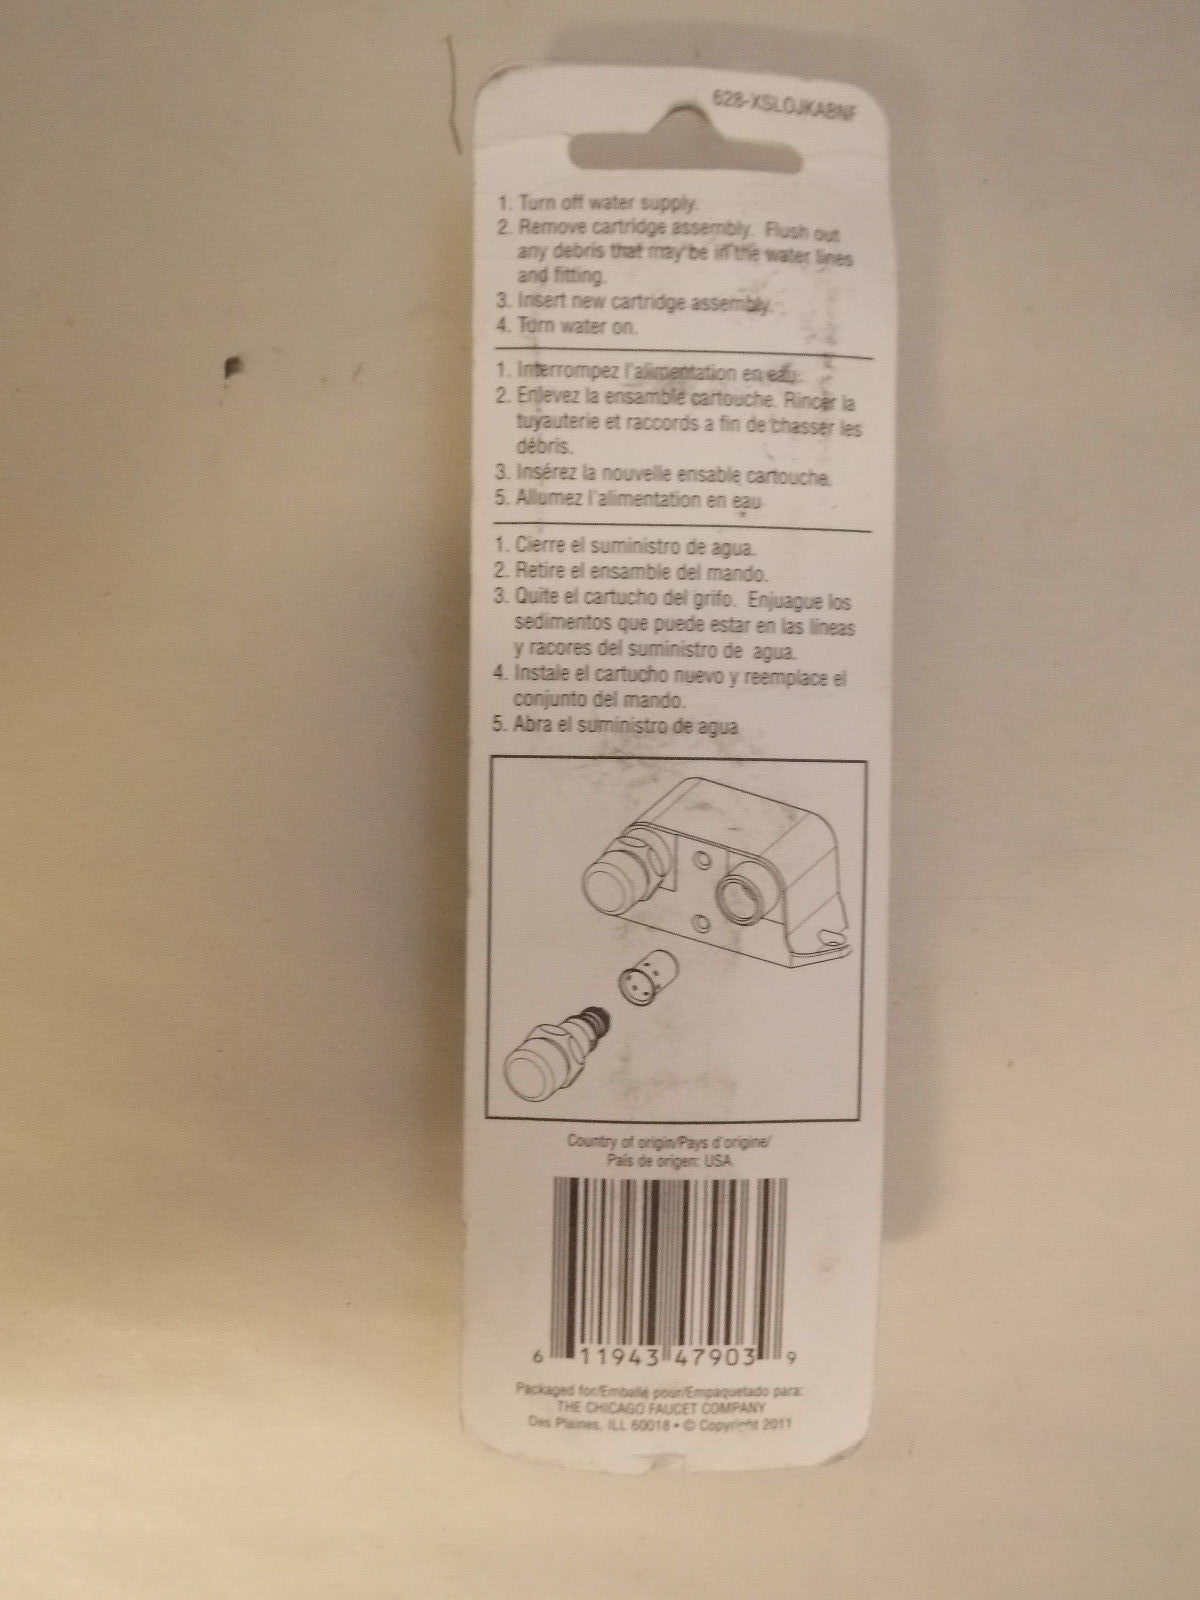 628-XSLOJKABNF
1. Turn off water supply.
2. Remove cartridge assembly. Flush out
any debris that may be in the water lines
and fitting.
3. Insert new cartridge assembly.
4. Turn water on.
1. Interrompez l'alimentation en eau.
2. Enlevez la ensamble cartouche. Rincer la
tuyauterie et raccords a fin de chasser les
débris.
3. Insérez la nouvelle ensable cartouche.
5. Allumez l'alimentation en eau
1. Cierre el suministro de agua.
2. Retire el ensamble del mando.
3. Quite el cartucho del grifo. Enjuague los
sedimentos que puede estar en las líneas
y racores del suministro de agua.
4. Instale el cartucho nuevo y reemplace el
conjunto del mando.
5. Abra el suministro de agua
Country of origin/Pays d'origine/
País de origen: USA
6 11943 47903 9
Packaged for/Emballé pour/Empaquetado para:
THE CHICAGO FAUCET COMPANY
Des Plaines, ILL 60018 • © Copyright 2011